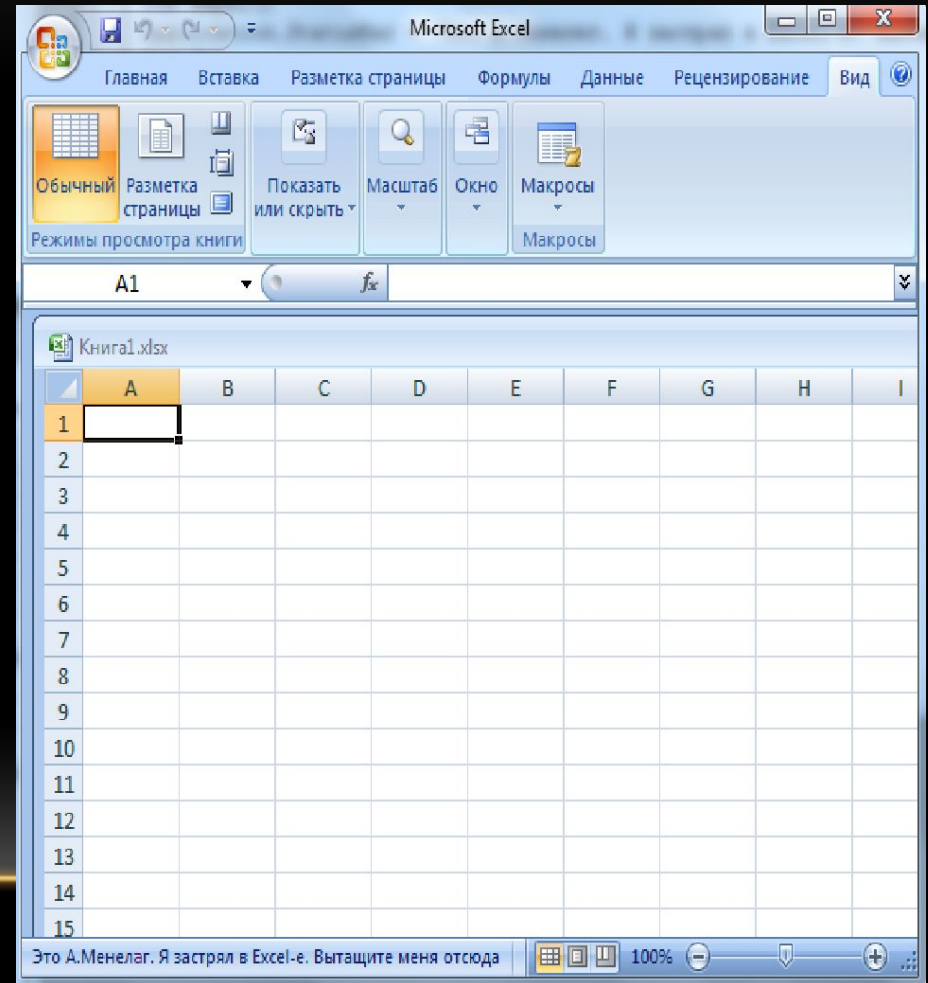 Microsoft Excel
Главная Вставка Разметка страницы Формулы Данные Рецензирование Вид
Обычный Разметка страницы Показать или скрыть Масштаб Окно Макросы
Режимы просмотра книги Макросы
A1 fx
Книга1.xlsx
A B C D E F G H I
1
2
3
4
5
6
7
8
9
10
11
12
13
14
15
Это А.Менелаг. Я застрял в Excel-е. Вытащите меня отсюда 100%